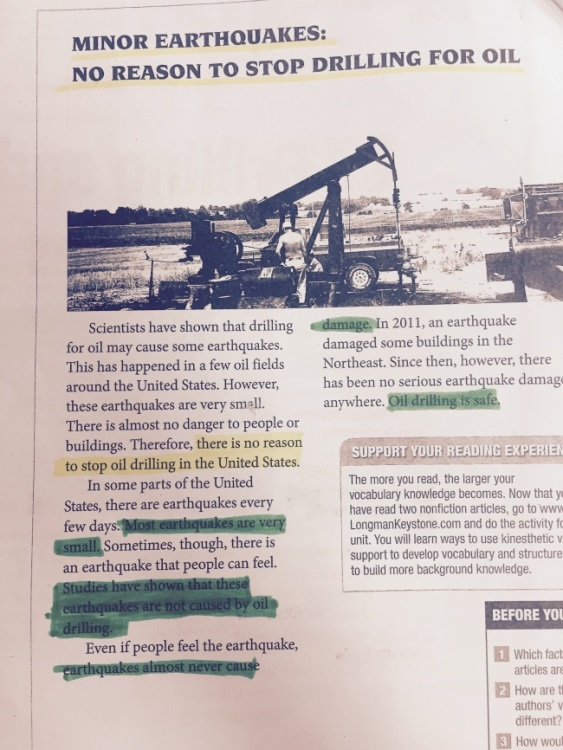 MINOR EARTHQUAKES:
NO REASON TO STOP DRILLING FOR OIL
Scientists have shown that drilling
for oil may cause some earthquakes.
This has happened in a few oil fields
around the United States. However,
these earthquakes are very small.
There is almost no danger to people or
buildings. Therefore, there is no reason
to stop oil drilling in the United States.
In some parts of the United
States, there are earthquakes every
few days. Most earthquakes are very
small. Sometimes, though, there is
an earthquake that people can feel.
Studies have shown that these
earthquakes are not caused by oil
drilling.
Even if people feel the earthquake,
earthquakes almost never cause
damage. In 2011, an earthquake
damaged some buildings in the
Northeast. Since then, however, there
has been no serious earthquake damage
anywhere. Oil drilling is safe.
SUPPORT YOUR READING
The more you read, the larger your
vocabulary knowledge becomes. Now that
have read two nonfiction articles, go to
LongmanKeystone.com and do the activity
unit. You will learn ways to use kinesthetic
support to develop vocabulary and structure
to build more background knowledge.
BEFORE
1 Which
articles
2 How are
authors'
different?
3 How